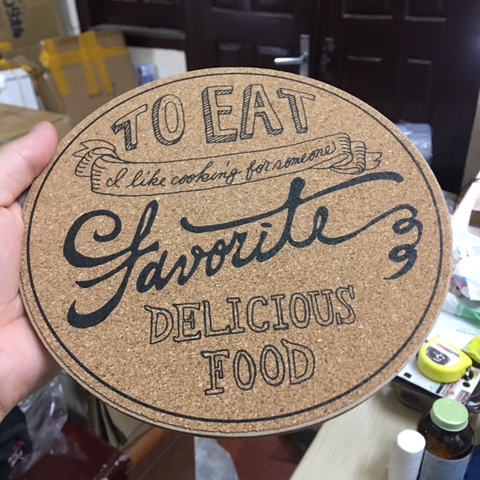 TO EAT
I like cooking for someone
Favorite
DELICIOUS
FOOD